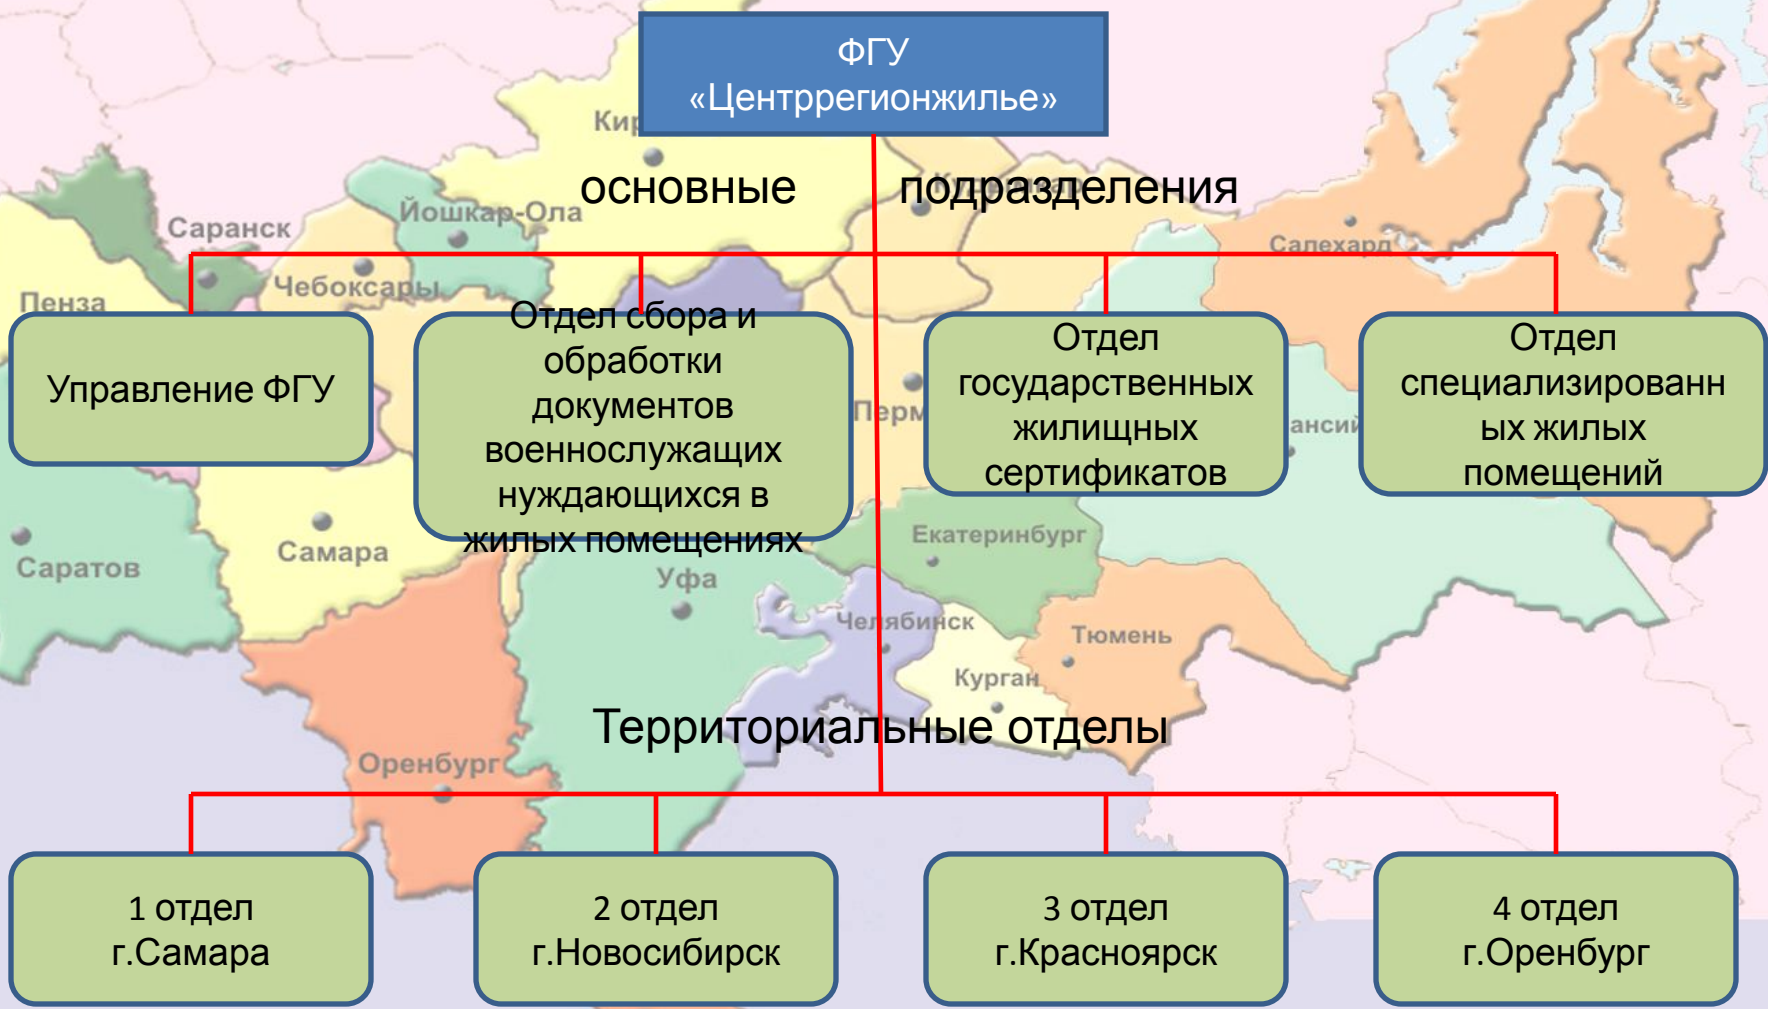 ФГУ
«Центррегионжилье»
основные подразделения
Саранск
Йошкар-Ола
Салехард
Чебоксары
Пенза
Управление ФГУ
Отдел сбора и
обработки
документов
военнослужащих
нуждающихся в
жилых помещениях
Отдел
государственных
жилищных
сертификатов
Отдел
специализированн
ых жилых
помещений
Екатеринбург
Самара
Саратов
Уфа
Челябинск
Тюмень
Курган
Территориальные отделы
Оренбург
1 отдел
г.Самара
2 отдел
г.Новосибирск
3 отдел
г.Красноярск
4 отдел
г.Оренбург